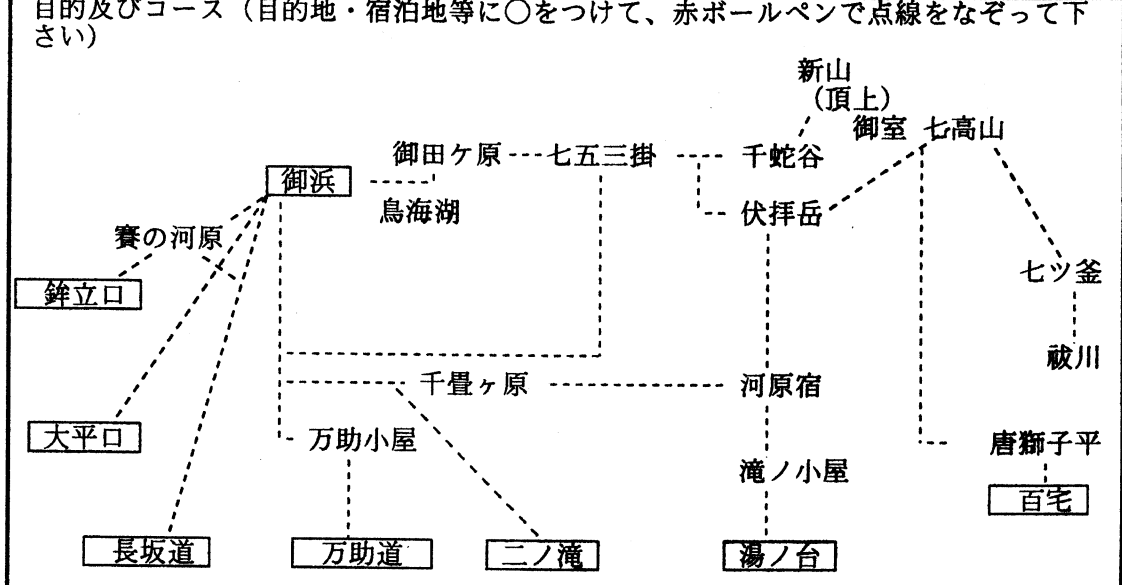 目的及びコース（目的地・宿泊地等に○をつけて、赤ボールペンで点線をなぞって下
さい）
新山
（頂上）
御室 七高山
御田ケ原
七五三掛
千蛇谷
御浜
鳥海湖
伏拝岳
賽の河原
七ツ釜
鉾立口
祓川
千畳ヶ原
河原宿
大平口
万助小屋
唐獅子平
滝ノ小屋
百宅
長坂道
万助道
二ノ滝
湯ノ台